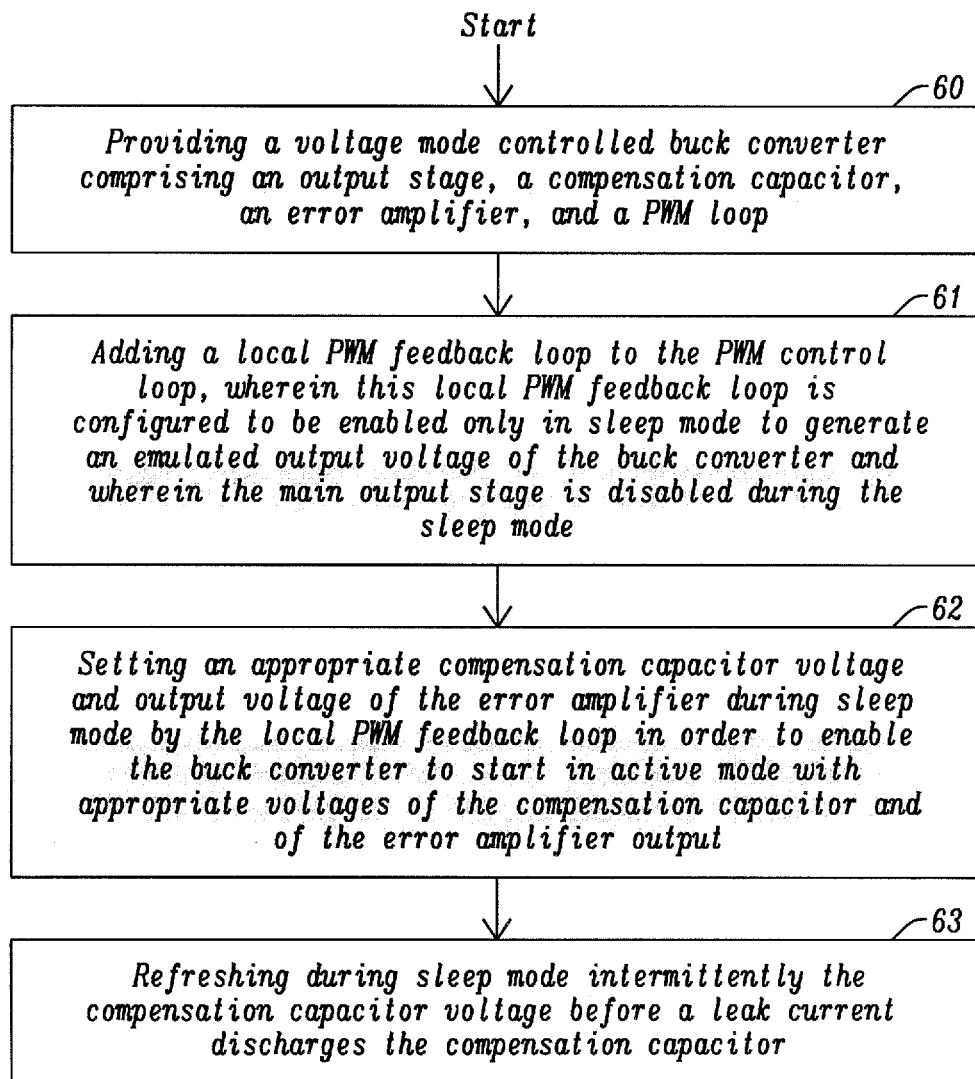 Start
60
Providing a voltage mode controlled buck converter
comprising an output stage, a compensation capacitor,
an error amplifier, and a PWM loop
61
Adding a local PWM feedback loop to the PWM control
loop, wherein this local PWM feedback loop is
configured to be enabled only in sleep mode to generate
an emulated output voltage of the buck converter and
wherein the main output stage is disabled during the
sleep mode
62
Setting an appropriate compensation capacitor voltage
and output voltage of the error amplifier during sleep
mode by the local PWM feedback loop in order to enable
the buck converter to start in active mode with
appropriate voltages of the compensation capacitor and
of the error amplifier output
63
Refreshing during sleep mode intermittently the
compensation capacitor voltage before a leak current
discharges the compensation capacitor